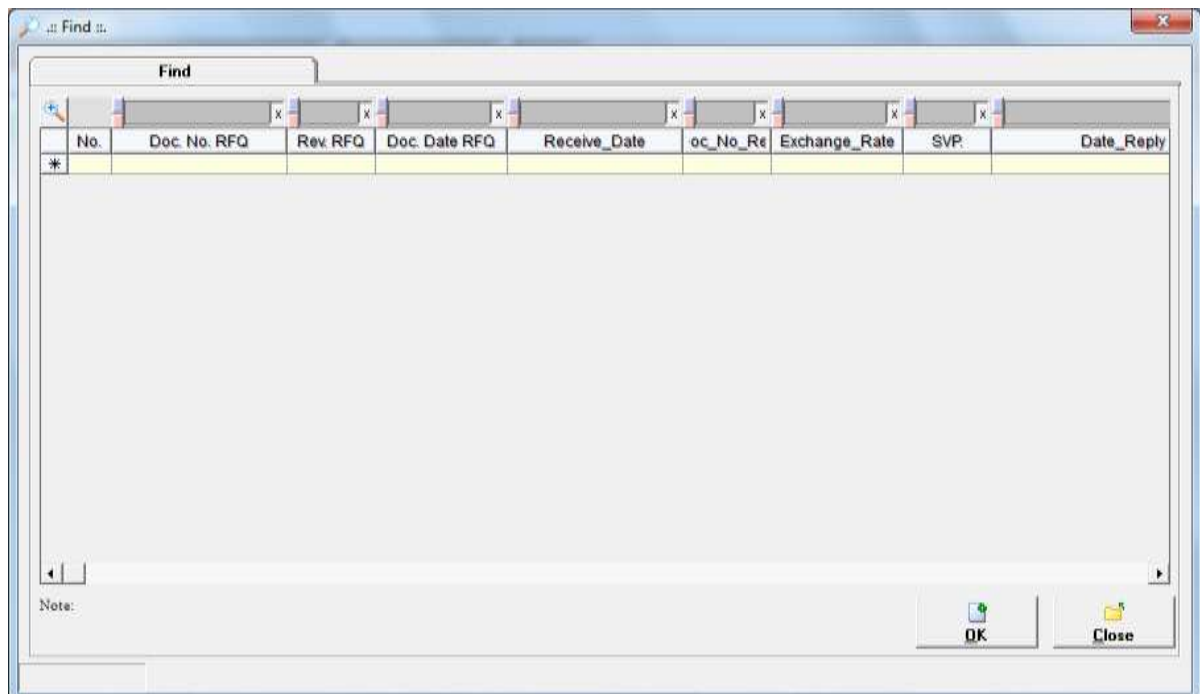 .:: Find ::.
Find
x x x x x x x
No. Doc. No. RFQ Rev. RFQ Doc. Date RFQ Receive_Date oc_No_Re Exchange_Rate SVP. Date_Reply
*
Note:
OK Close